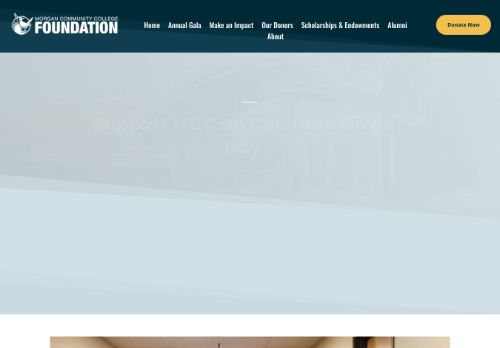 MORGAN COMMUNITY COLLEGE
FOUNDATION
Home Annual Gala Make an Impact Our Donors Scholarships & Endowments Alumni
About
Donate Now
Support MCC on Colorado Gives
Day